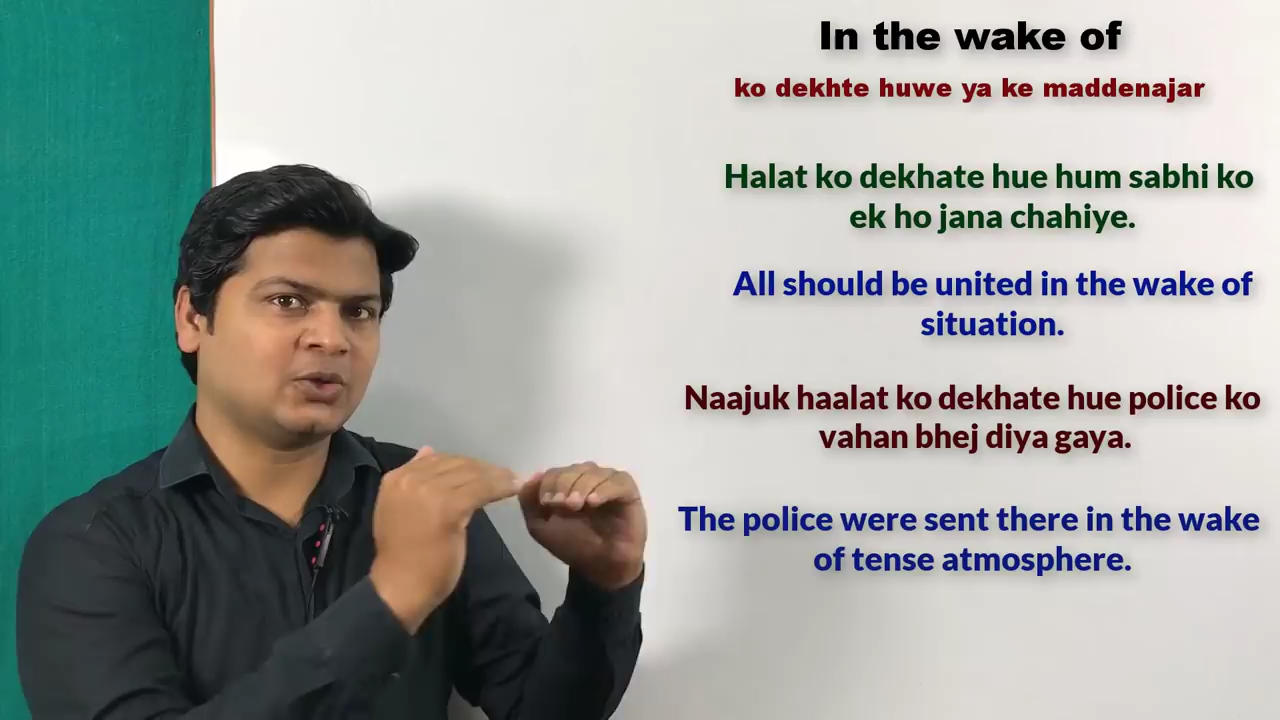 In the wake of
ko dekhte huwe ya ke maddenajar
Halat ko dekhate hue hum sabhi ko
ek ho jana chahiye.
All should be united in the wake of
situation.
Naajuk haalat ko dekhate hue police ko
vahan bhej diya gaya.
The police were sent there in the wake
of tense atmosphere.